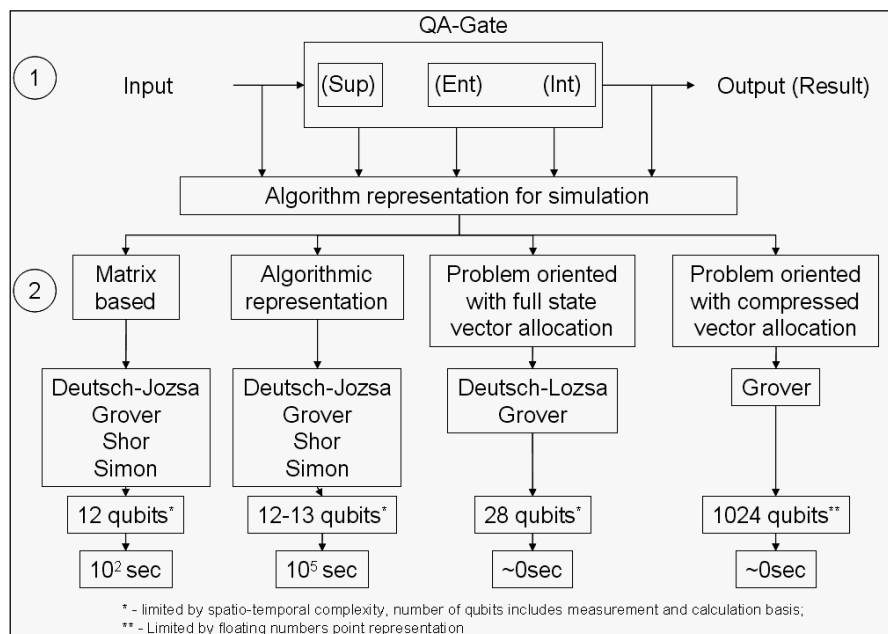 QA-Gate
1
Input
(Sup)
(Ent)
(Int)
Output (Result)
Algorithm representation for simulation
2
Matrix
based
Algorithmic
representation
Problem oriented
with full state
vector allocation
Problem oriented
with compressed
vector allocation
Deutsch-Jozsa
Grover
Shor
Simon
Deutsch-Jozsa
Grover
Shor
Simon
Deutsch-Lozsa
Grover
Grover
12 qubits*
12-13 qubits*
28 qubits*
1024 qubits**
10² sec
10⁵ sec
~0sec
~0sec
* - limited by spatio-temporal complexity, number of qubits includes measurement and calculation basis;
** - Limited by floating numbers point representation